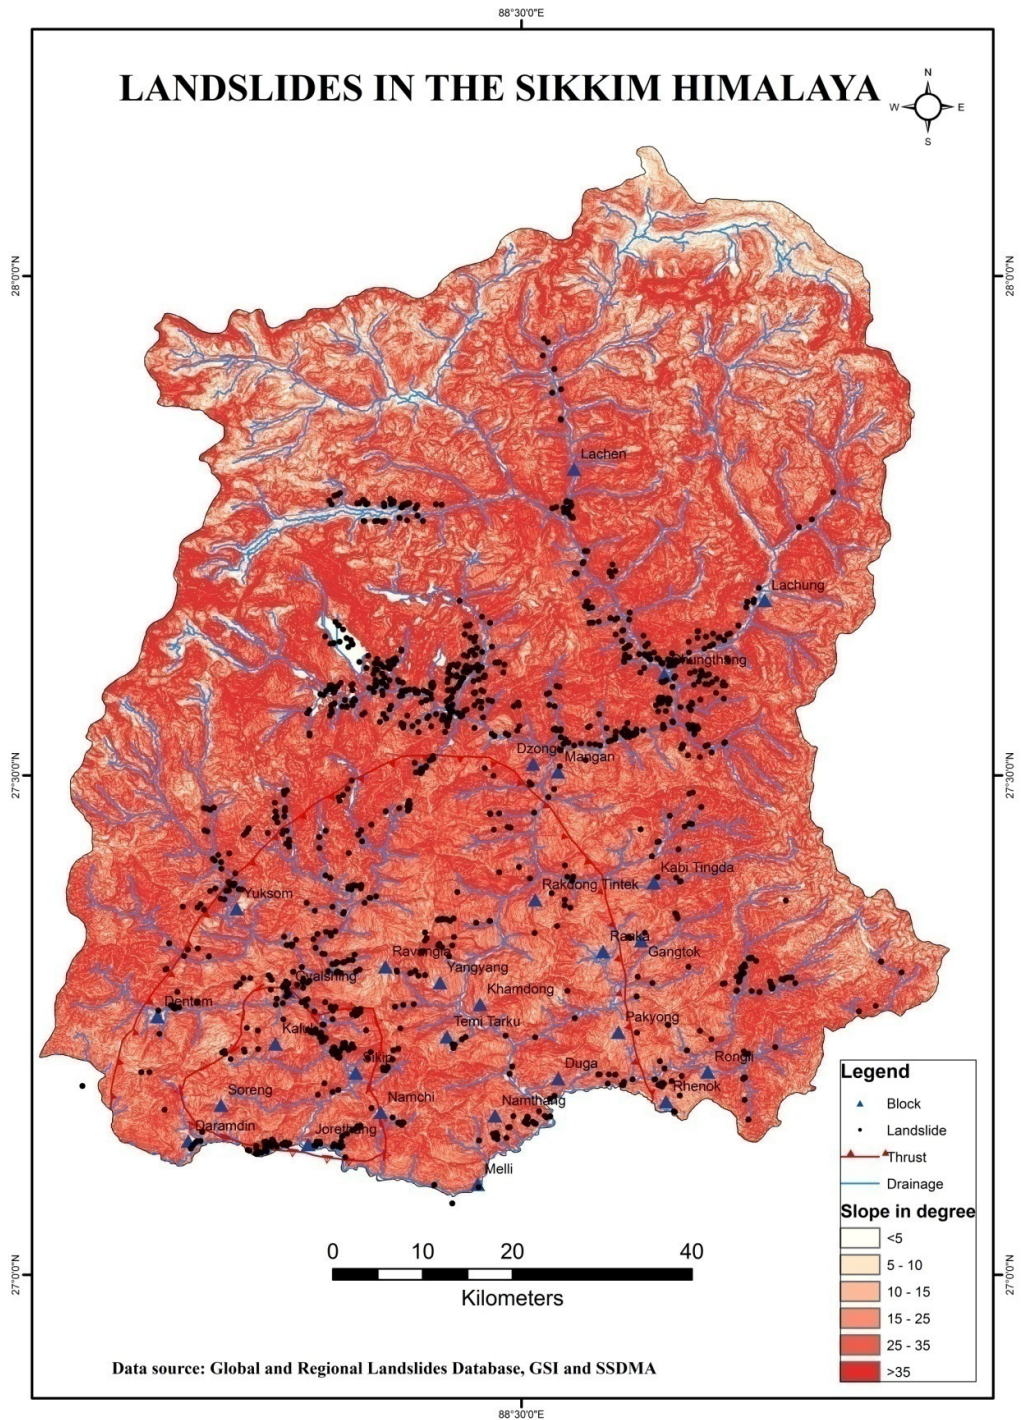 88°30'0"E
LANDSLIDES IN THE SIKKIM HIMALAYA
N
W E
S
28°0'0"N
28°0'0"N
Lachen
Lachung
Chungthang
Dzongu
Mangan
27°30'0"N
27°30'0"N
Kabi Tingda
Rakdong Tintek
Yuksom
Ranka
Gangtok
Ravangla
Yangyang
Gyalshing
Khamdong
Dentam
Temi Tarku
Pakyong
Kaluk
Sikip
Duga
Rongli
Rhenok
Soreng
Namchi
Namthang
Daramdin
Jorethang
Melli
Legend
Block
Landslide
Thrust
Drainage
Slope in degree
<5
5 - 10
10 - 15
15 - 25
25 - 35
>35
0 10 20 40
Kilometers
27°0'0"N
27°0'0"N
Data source: Global and Regional Landslides Database, GSI and SSDMA
88°30'0"E